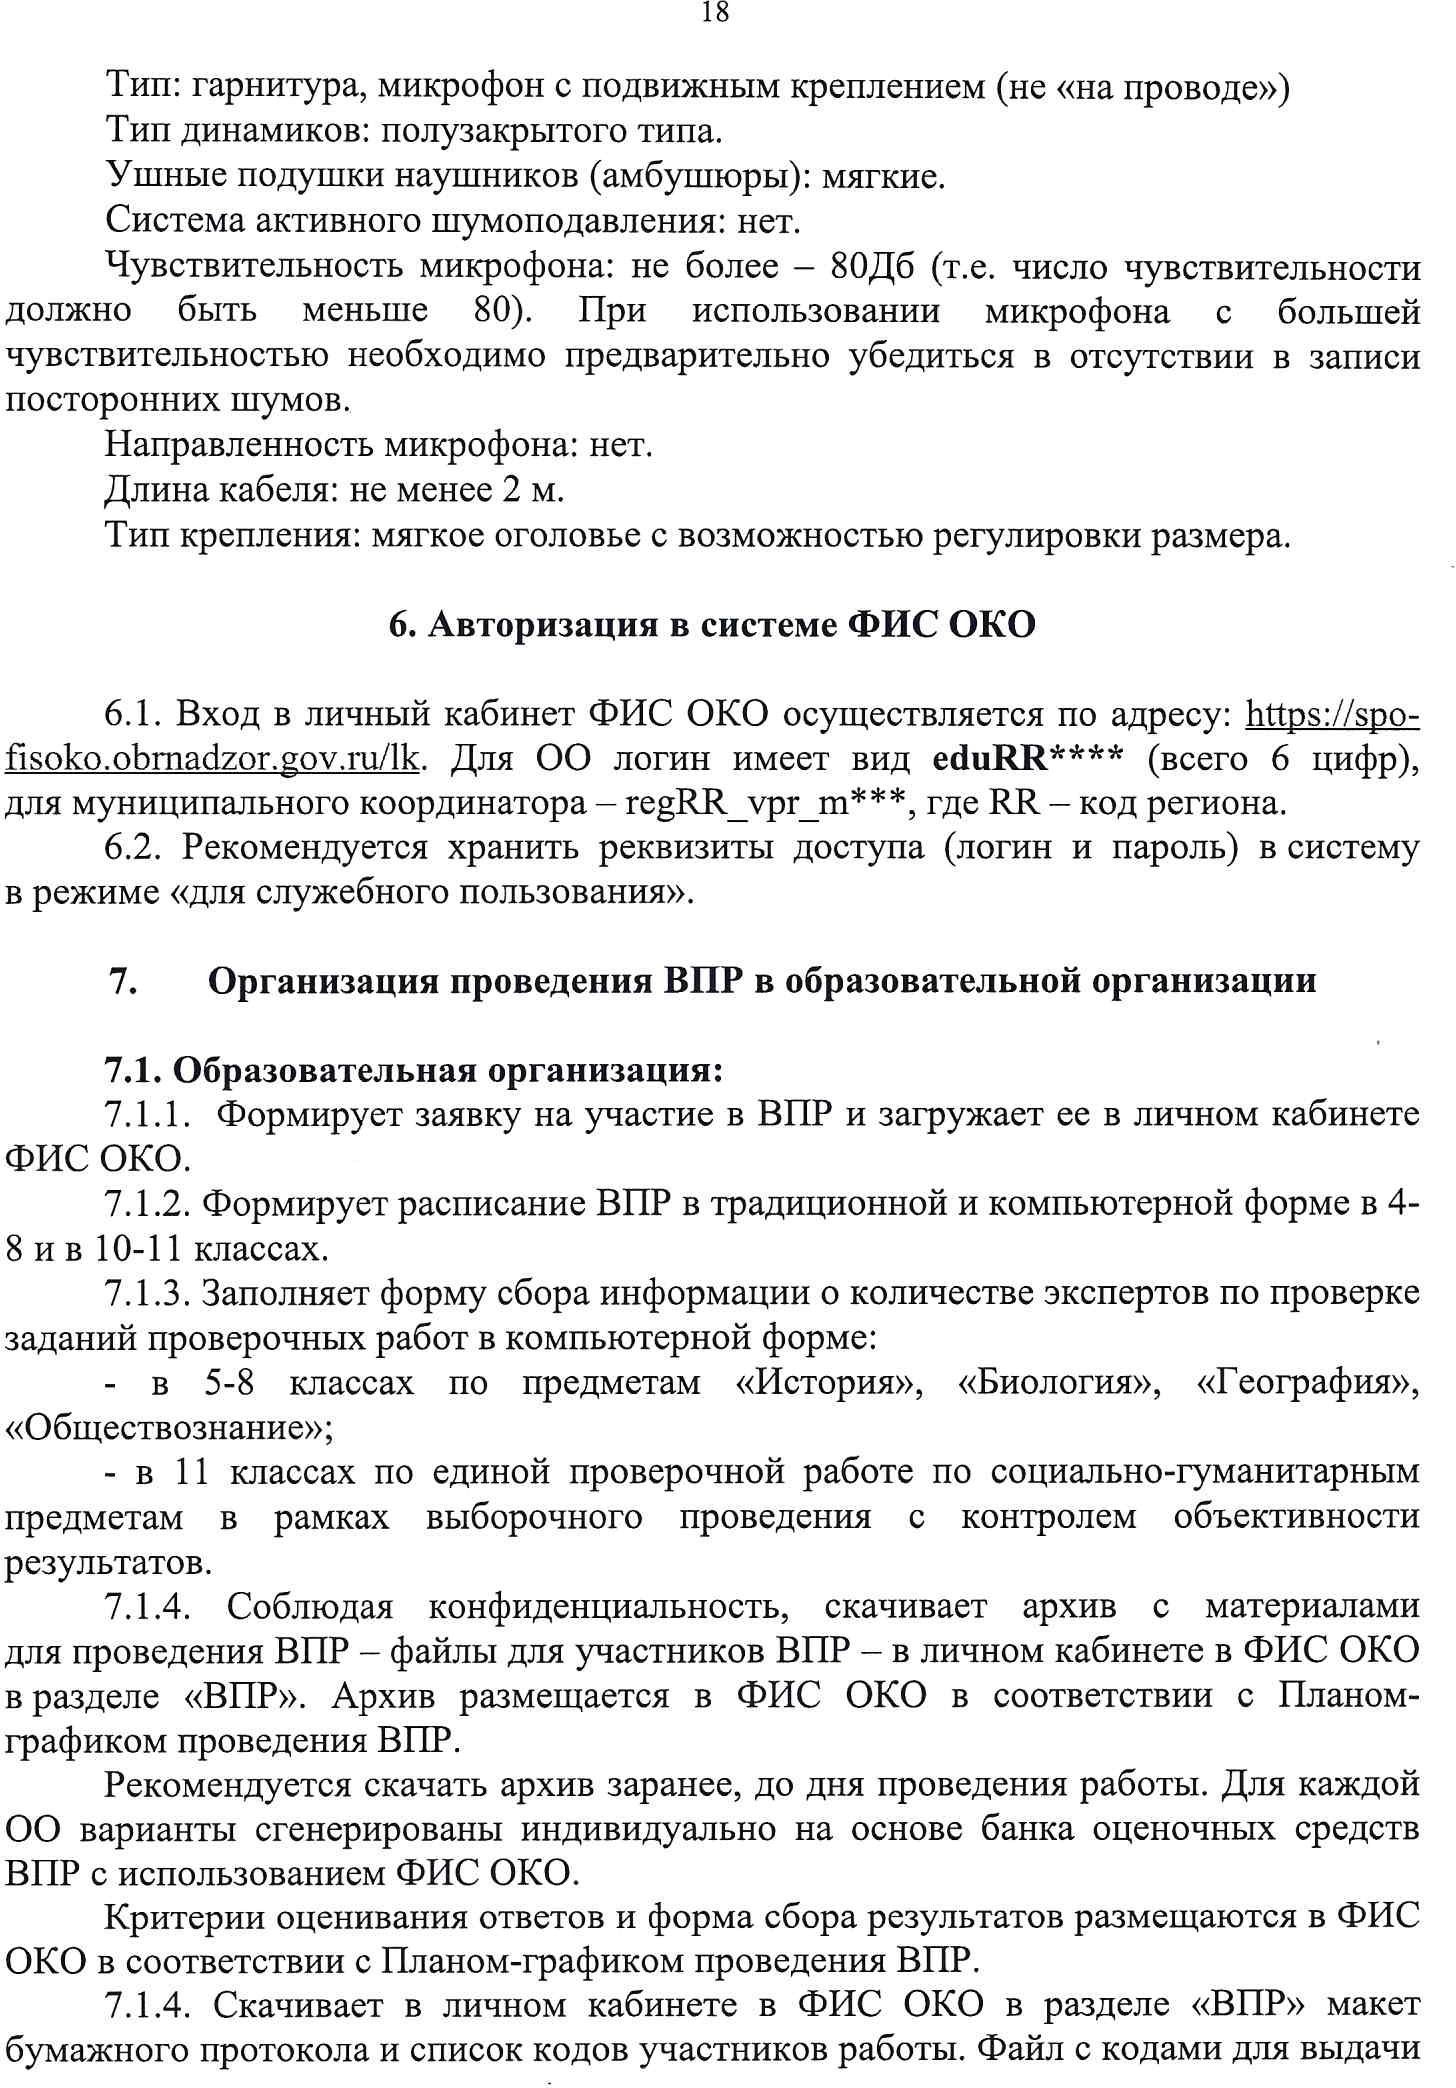 18
Тип: гарнитура, микрофон с подвижным креплением (не «на проводе»)
Тип динамиков: полузакрытого типа.
Ушные подушки наушников (амбушюры): мягкие.
Система активного шумоподавления: нет.
Чувствительность микрофона: не более – 80Дб (т.е. число чувствительности
должно быть меньше 80). При использовании микрофона с большей
чувствительностью необходимо предварительно убедиться в отсутствии в записи
посторонних шумов.
Направленность микрофона: нет.
Длина кабеля: не менее 2 м.
Тип крепления: мягкое оголовье с возможностью регулировки размера.
6. Авторизация в системе ФИС ОКО
6.1. Вход в личный кабинет ФИС ОКО осуществляется по адресу: https://spo-
fisoko.obrnadzor.gov.ru/lk. Для ОО логин имеет вид eduRR**** (всего 6 цифр),
для муниципального координатора – regRR_vpr_m***, где RR – код региона.
6.2. Рекомендуется хранить реквизиты доступа (логин и пароль) в систему
в режиме «для служебного пользования».
7. Организация проведения ВПР в образовательной организации
7.1. Образовательная организация:
7.1.1. Формирует заявку на участие в ВПР и загружает ее в личном кабинете
ФИС ОКО.
7.1.2. Формирует расписание ВПР в традиционной и компьютерной форме в 4-
8 и в 10-11 классах.
7.1.3. Заполняет форму сбора информации о количестве экспертов по проверке
заданий проверочных работ в компьютерной форме:
- в 5-8 классах по предметам «История», «Биология», «География»,
«Обществознание»;
- в 11 классах по единой проверочной работе по социально-гуманитарным
предметам в рамках выборочного проведения с контролем объективности
результатов.
7.1.4. Соблюдая конфиденциальность, скачивает архив с материалами
для проведения ВПР – файлы для участников ВПР – в личном кабинете в ФИС ОКО
в разделе «ВПР». Архив размещается в ФИС ОКО в соответствии с Планом-
графиком проведения ВПР.
Рекомендуется скачать архив заранее, до дня проведения работы. Для каждой
ОО варианты сгенерированы индивидуально на основе банка оценочных средств
ВПР с использованием ФИС ОКО.
Критерии оценивания ответов и форма сбора результатов размещаются в ФИС
ОКО в соответствии с Планом-графиком проведения ВПР.
7.1.4. Скачивает в личном кабинете в ФИС ОКО в разделе «ВПР» макет
бумажного протокола и список кодов участников работы. Файл с кодами для выдачи